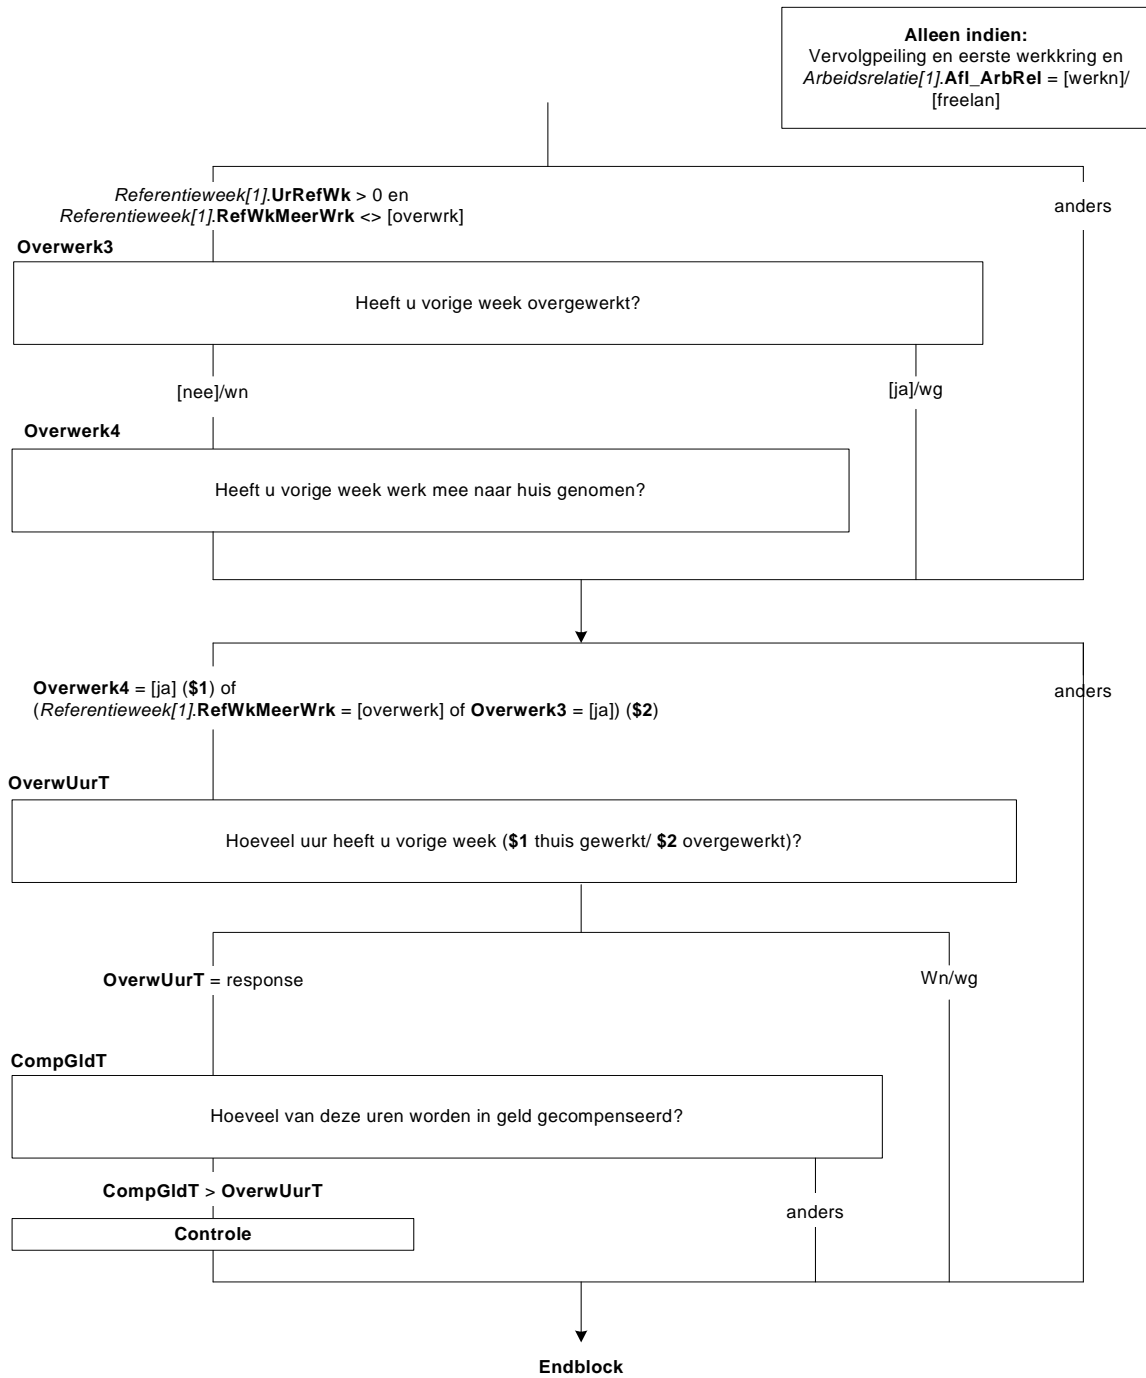 Alleen indien:
Vervolgpeiling en eerste werkkring en
Arbeidsrelatie[1].Afl_ArbRel = [werkn]/
[freelan]
Referentieweek[1].UrRefWk > 0 en
Referentieweek[1].RefWkMeerWrk <> [overwrk]
anders
Overwerk3
Heeft u vorige week overgewerkt?
[nee]/wn
[ja]/wg
Overwerk4
Heeft u vorige week werk mee naar huis genomen?
Overwerk4 = [ja] ($1) of
(Referentieweek[1].RefWkMeerWrk = [overwerk] of Overwerk3 = [ja]) ($2)
anders
OverwUurT
Hoeveel uur heeft u vorige week ($1 thuis gewerkt/ $2 overgewerkt)?
OverwUurT = response
Wn/wg
CompGldT
Hoeveel van deze uren worden in geld gecompenseerd?
CompGldT > OverwUurT
anders
Controle
Endblock